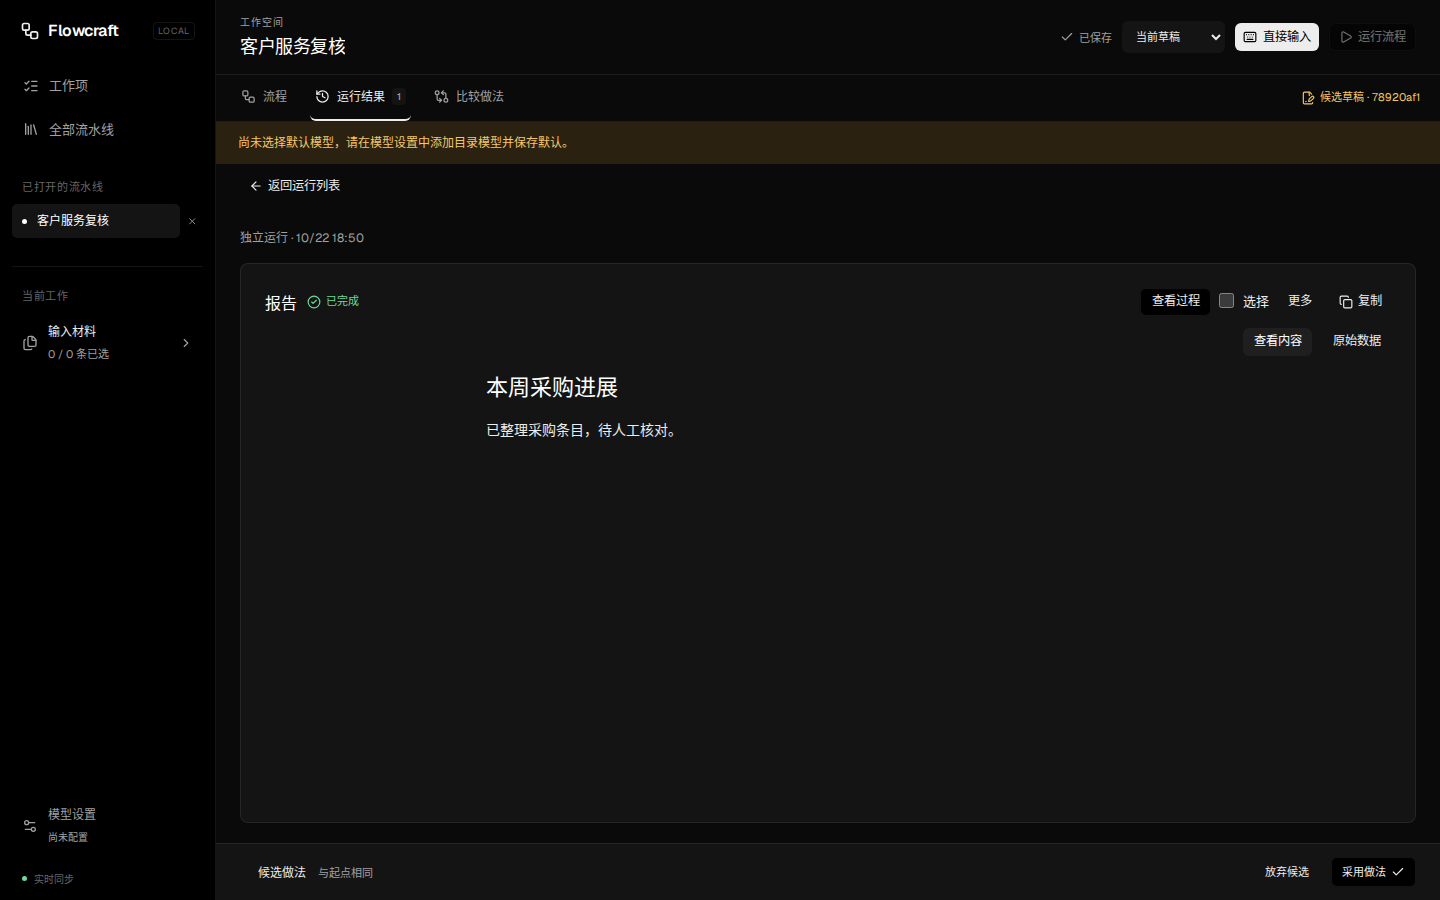 Flowcraft
LOCAL
工作项
全部流水线
已打开的流水线
客户服务复核
当前工作
输入材料
0 / 0 条已选
模型设置
尚未配置
实时同步
工作空间
客户服务复核
已保存
当前草稿
直接输入
运行流程
流程
运行结果 1
比较做法
候选草稿 · 78920af1
尚未选择默认模型，请在模型设置中添加目录模型并保存默认。
返回运行列表
独立运行 · 10/22 18:50
报告
已完成
查看过程
选择
更多
复制
查看内容
原始数据
本周采购进展
已整理采购条目，待人工核对。
候选做法
与起点相同
放弃候选
采用做法